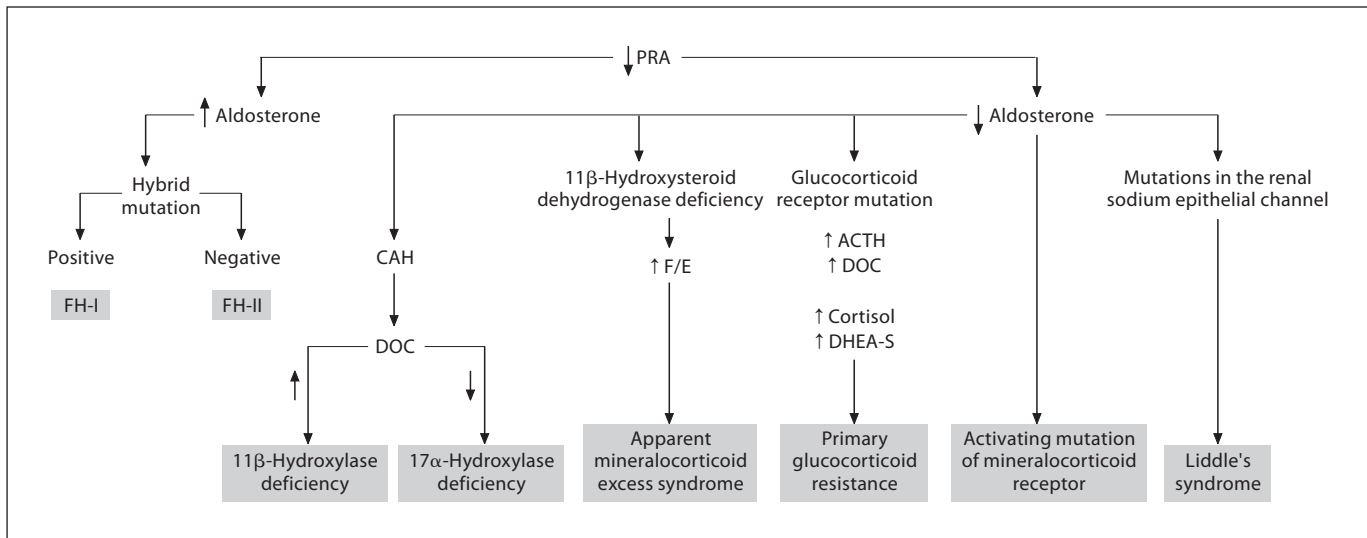 PRA
Aldosterone
Aldosterone
Hybrid
mutation
Positive
Negative
FH-I
FH-II
CAH
DOC
11β-Hydroxylase
deficiency
17α-Hydroxylase
deficiency
11β-Hydroxysteroid
dehydrogenase deficiency
↑ F/E
Apparent
mineralocorticoid
excess syndrome
Glucocorticoid
receptor mutation
↑ ACTH
↑ DOC
↑ Cortisol
↑ DHEA-S
Primary
glucocorticoid
resistance
Activating mutation
of mineralocorticoid
receptor
Mutations in the renal
sodium epithelial channel
Liddle's
syndrome